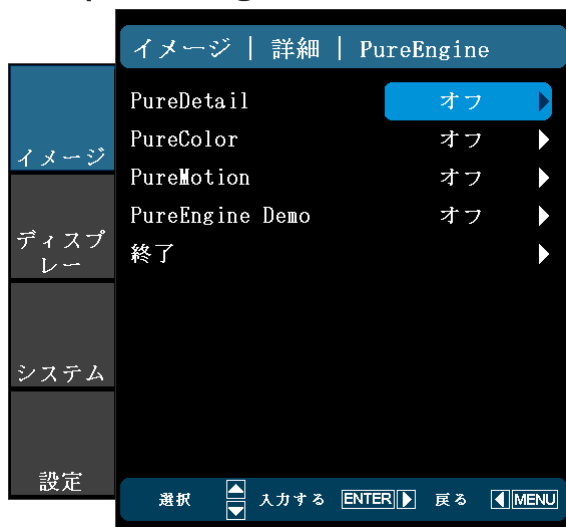 イメージ | 詳細 | PureEngine
イメージ
ディスプ
レー
システム
設定
PureDetail オフ
PureColor オフ
PureMotion オフ
PureEngine Demo オフ
終了
選択 入力する ENTER 戻る MENU